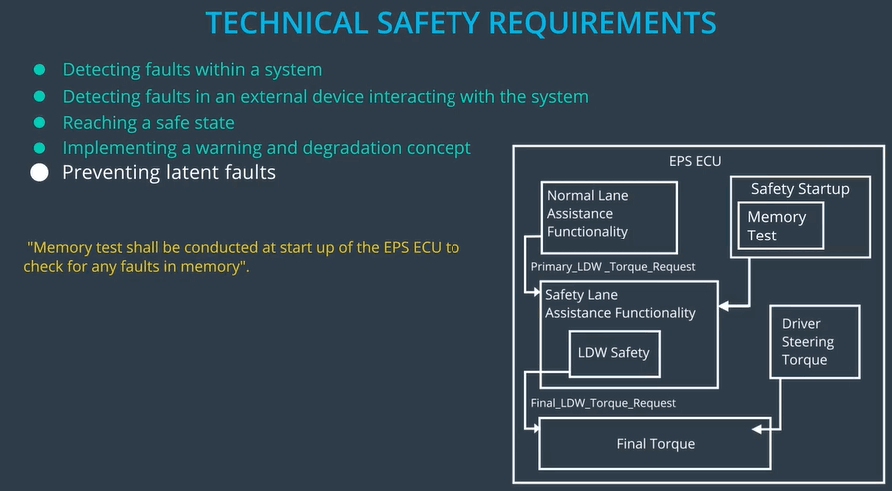 TECHNICAL SAFETY REQUIREMENTS
Detecting faults within a system
Detecting faults in an external device interacting with the system
Reaching a safe state
Implementing a warning and degradation concept
Preventing latent faults
"Memory test shall be conducted at start up of the EPS ECU to
check for any faults in memory".
EPS ECU
Normal Lane
Assistance
Functionality
Safety Startup
Memory
Test
Primary_LDW _Torque_Request
Safety Lane
Assistance Functionality
LDW Safety
Driver
Steering
Torque
Final_LDW_Torque_Request
Final Torque